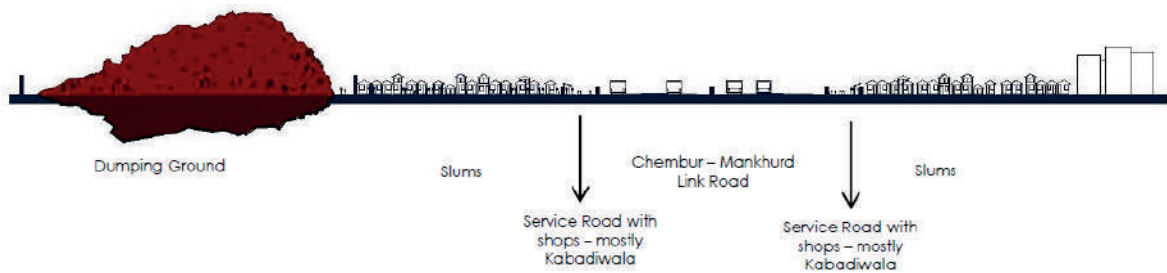 Dumping Ground
Slums
Chembur – Mankhurd
Link Road
Slums
Service Road with
shops – mostly
Kabadiwala
Service Road with
shops – mostly
Kabadiwala